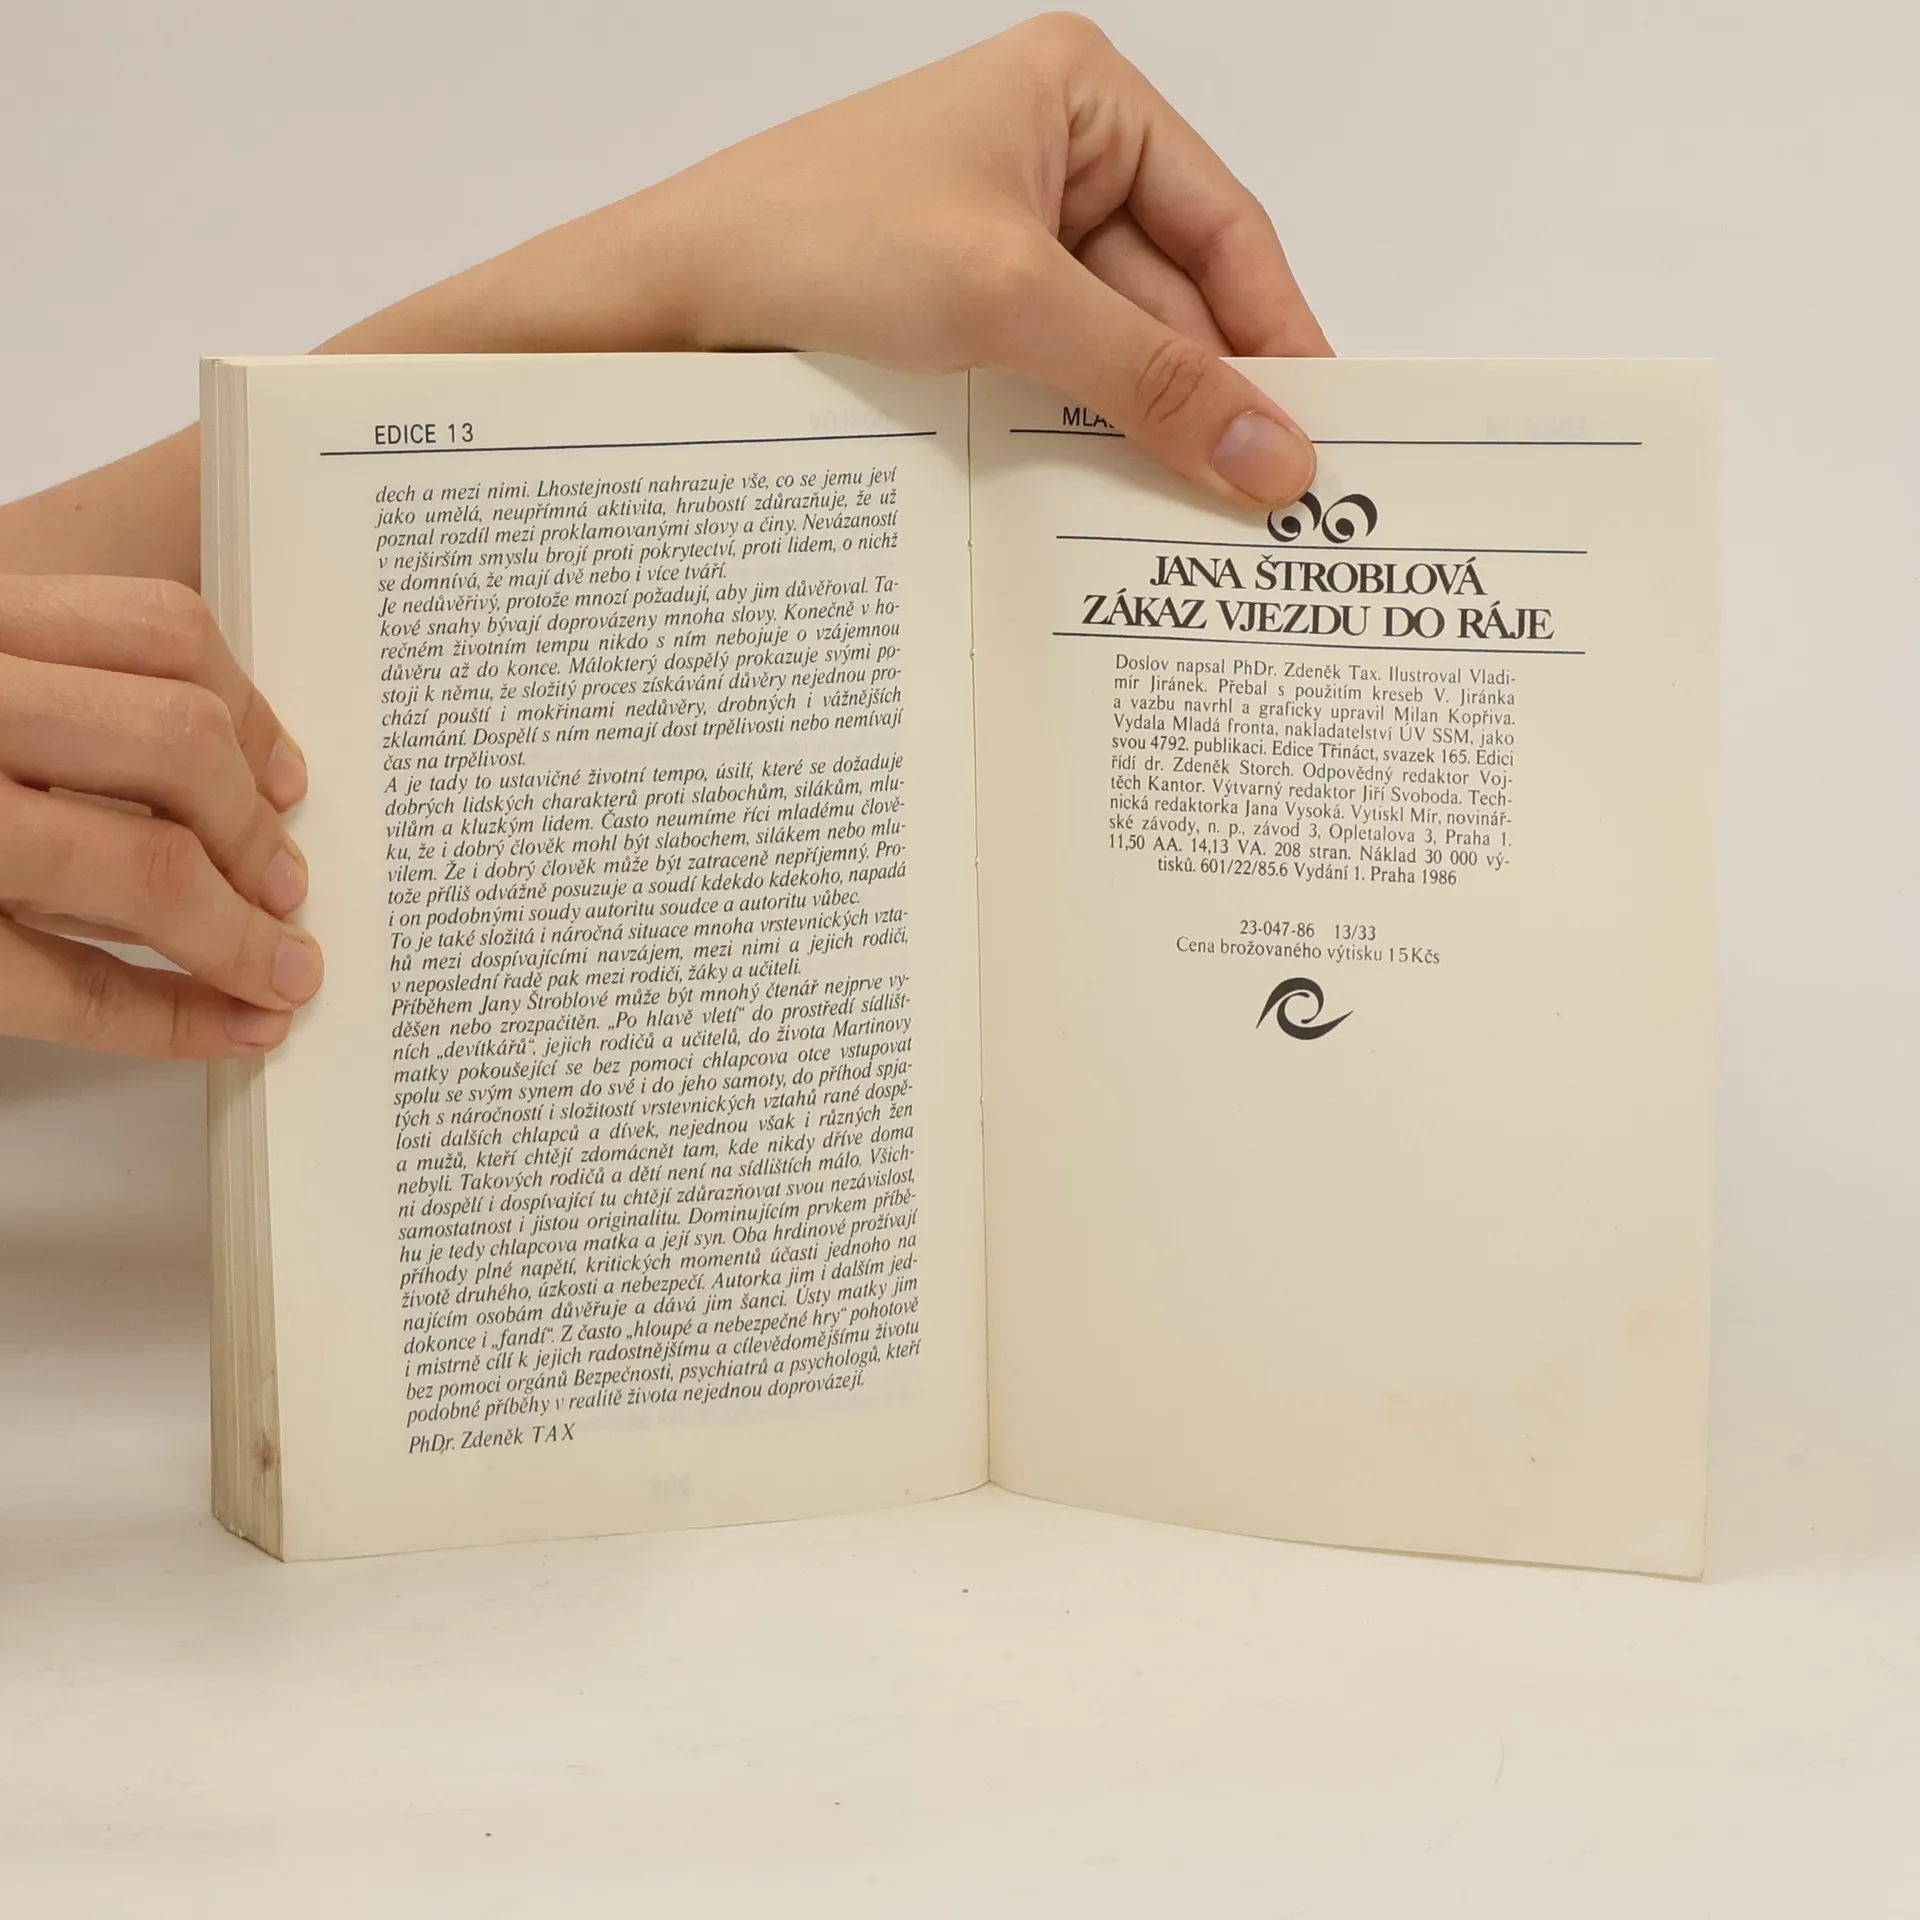 EDICE 13
dech a mezi nimi. Lhostejností nahrazuje vše, co se jemu jeví
jako umělá, neupřímná aktivita, hrubostí zdůrazňuje, že už
poznal rozdíl mezi proklamovanými slovy a činy. Nevázaností
v nejširším smyslu brojí proti pokrytectví, proti lidem, o nichž
se domnívá, že mají dvě nebo i více tváří.
Je nedůvěřivý, protože mnozí požadují, aby jim důvěřoval. Ta-
kové snahy bývají doprovázeny mnoha slovy. Konečně v ho-
rečném životním tempu nikdo s ním nebojuje o vzájemnou
důvěru až do konce. Málokterý dospělý prokazuje svými po-
stoji k němu, že složitý proces získávání důvěry nejednou pro-
chází pouští i mokřinami nedůvěry, drobných i vážnějších
zklamání. Dospělí s ním nemají dost trpělivosti nebo nemívají
čas na trpělivost.
A je tady to ustavičné životní tempo, úsilí, které se dožaduje
dobrých lidských charakterů proti slabochům, silákům, mlu-
vilům a kluzkým lidem. Často neumíme říci mladému člově-
ku, že i dobrý člověk mohl být slabochem, silákem nebo mlu-
vilem. Že i dobrý člověk může být zatraceně nepříjemný. Pro-
tože příliš odvážně posuzuje a soudí kdekdo kdekoho, napadá
i on podobnými soudy autoritu soudce a autoritu vůbec.
To je také složitá i náročná situace mnoha vrstevnických vzta-
hů mezi dospívajícími navzájem, mezi nimi a jejich rodiči,
v neposlední řadě pak mezi rodiči, žáky a učiteli.
Příběhem Jany Štroblové může být mnohý čtenář nejprve vy-
děšen nebo zrozpačitěn. „Po hlavě vletí“ do prostředí sídlišt-
ních „devítkářů“, jejich rodičů a učitelů, do života Martinovy
matky pokoušející se bez pomoci chlapcova otce vstupovat
spolu se svým synem do své i do jeho samoty, do příhod spja-
tých s náročností i složitostí vrstevnických vztahů rané dospě-
losti dalších chlapců a dívek, nejednou však i různých žen
a mužů, kteří chtějí zdomácnět tam, kde nikdy dříve doma
nebyli. Takových rodičů a dětí není na sídlištích málo. Všich-
ni dospělí i dospívající tu chtějí zdůrazňovat svou nezávislost,
samostatnost i jistou originalitu. Dominujícím prvkem příbě-
hu je tedy chlapcova matka a její syn. Oba hrdinové prožívají
příhody plné napětí, kritických momentů účasti jednoho na
životě druhého, úzkosti a nebezpečí. Autorka jim i dalším jed-
najícím osobám důvěřuje a dává jim šanci. Ústy matky jim
dokonce i „fandí“. Z často „hloupé a nebezpečné hry“ pohotově
i mistrně cílí k jejich radostnějšímu a cílevědomějšímu životu
bez pomoci orgánů Bezpečnosti, psychiatrů a psychologů, kteří
podobné příběhy v realitě života nejednou doprovázejí.
PhDr. Zdeněk TAX
JANA ŠTROBLOVÁ
ZÁKAZ VJEZDU DO RÁJE
Doslov napsal PhDr. Zdeněk Tax. Ilustroval Vladi-
mír Jiránek. Přebal s použitím kreseb V. Jiránka
a vazbu navrhl a graficky upravil Milan Kopřiva.
Vydala Mladá fronta, nakladatelství ÚV SSM, jako
svou 4792. publikaci. Edice Třináct, svazek 165. Edici
řídí dr. Zdeněk Storch. Odpovědný redaktor Voj-
těch Kantor. Výtvarný redaktor Jiří Svoboda. Tech-
nická redaktorka Jana Vysoká. Vytiskl Mír, novinář-
ské závody, n. p., závod 3, Opletalova 3, Praha 1.
11,50 AA. 14,13 VA. 208 stran. Náklad 30 000 vý-
tisků. 601/22/85.6 Vydání 1. Praha 1986
23-047-86 13/33
Cena brožovaného výtisku 15 Kčs